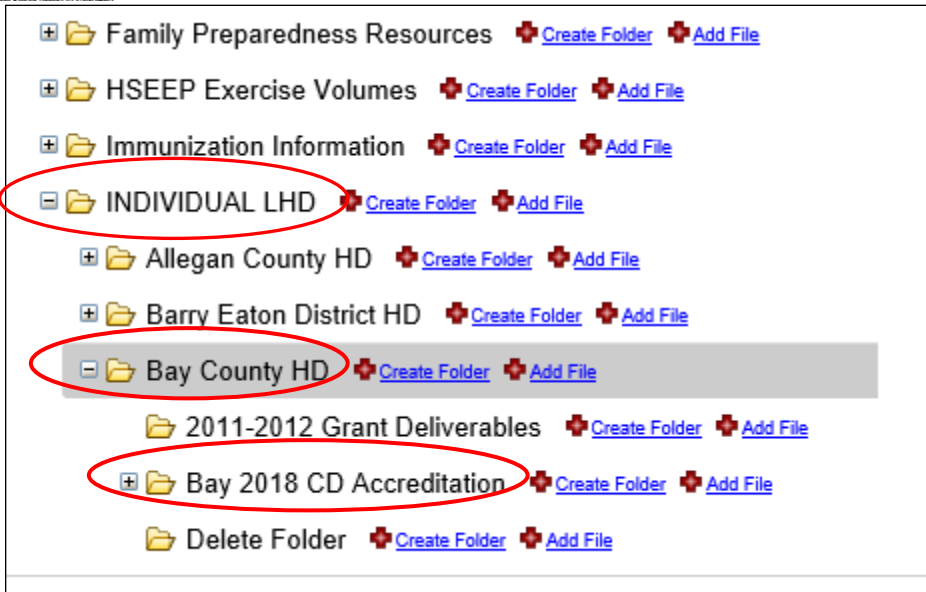 Family Preparedness Resources Create Folder Add File
HSEEP Exercise Volumes Create Folder Add File
Immunization Information Create Folder Add File
INDIVIDUAL LHD Create Folder Add File
Allegan County HD Create Folder Add File
Barry Eaton District HD Create Folder Add File
Bay County HD Create Folder Add File
2011-2012 Grant Deliverables Create Folder Add File
Bay 2018 CD Accreditation Create Folder Add File
Delete Folder Create Folder Add File